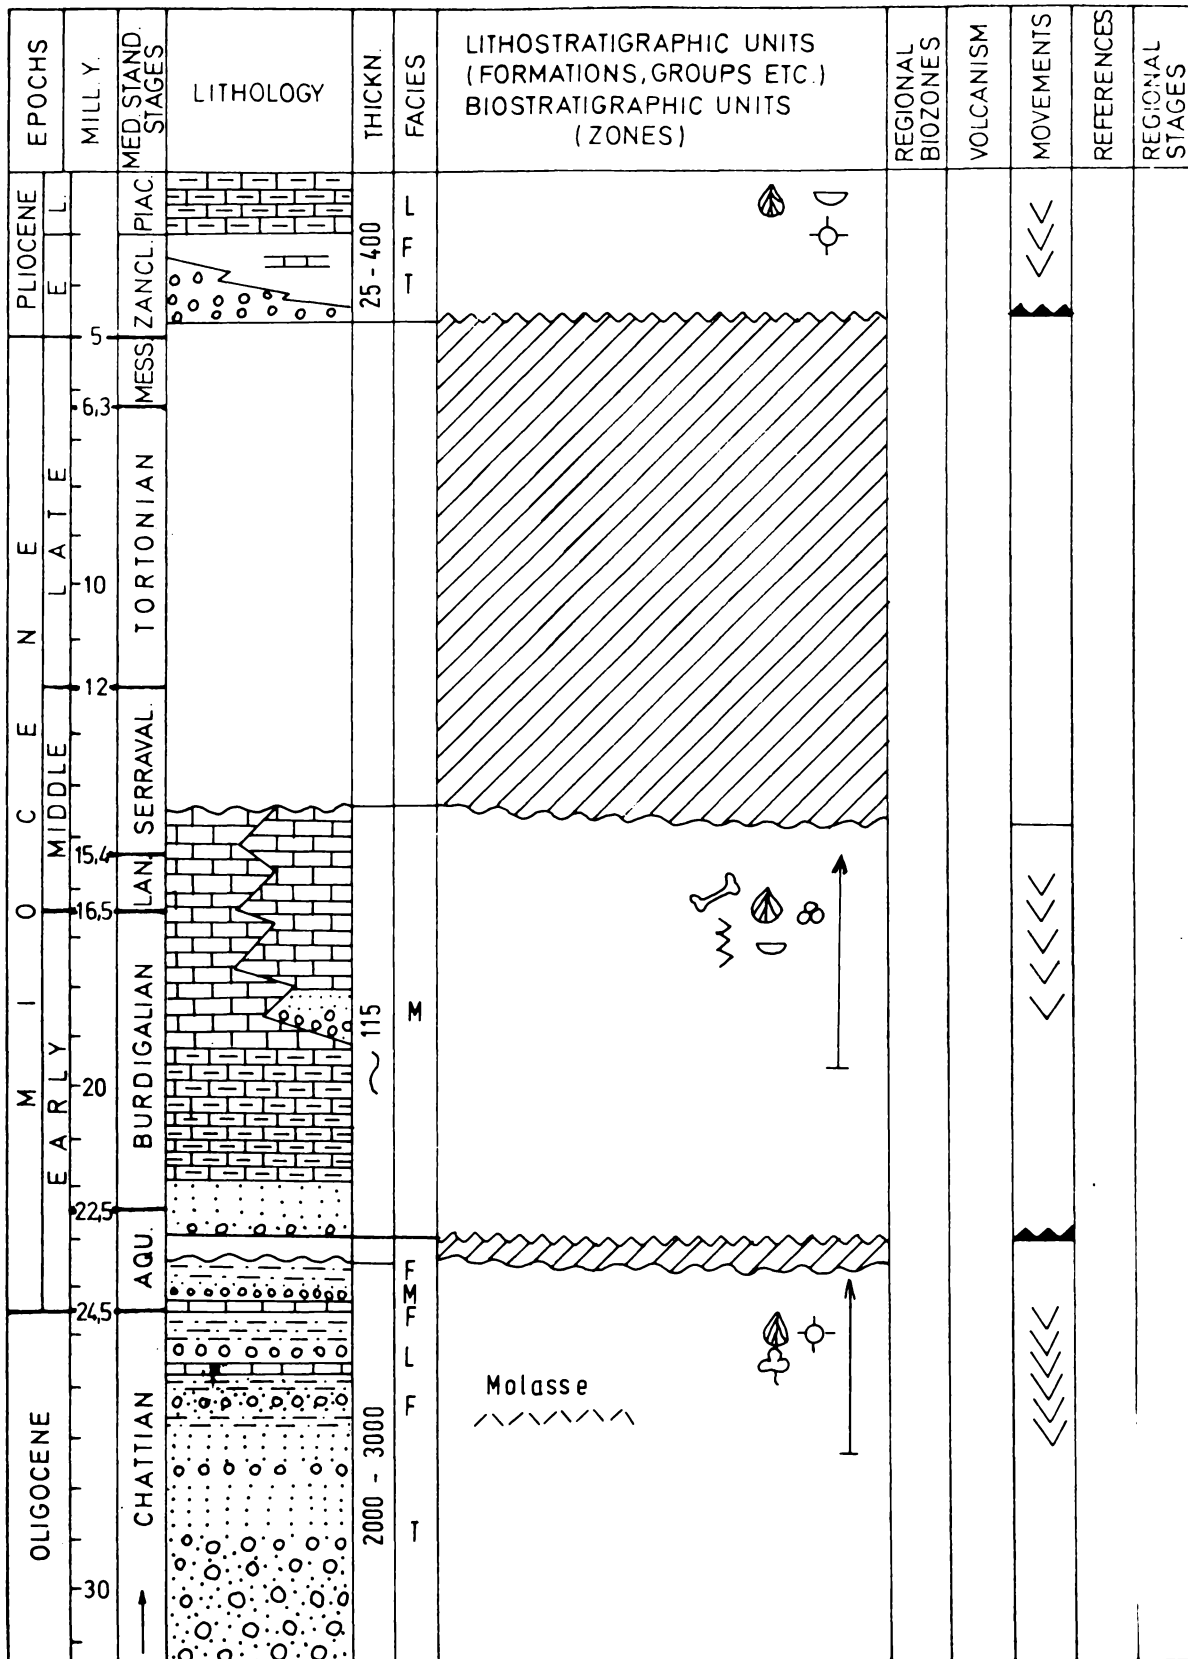 EPOCHS
MILL.Y.
MED.STAND.
STAGES
LITHOLOGY
THICKN.
FACIES
LITHOSTRATIGRAPHIC UNITS
(FORMATIONS, GROUPS ETC.)
BIOSTRATIGRAPHIC UNITS
(ZONES)
REGIONAL
BIOZONES
VOLCANISM
MOVEMENTS
REFERENCES
REGIONAL
STAGES
PLIOCENE
L.
E
PIAC.
ZANCL.
25 - 400
L
F
T
5
MIOCENE
LATE
MESS.
6,3
TORTONIAN
10
12
MIDDLE
SERRAVAL.
15,4
LAN.
16,5
EARLY
BURDIGALIAN
~ 115
M
20
22,5
AQU.
F
M
24,5
F
L
F
T
OLIGOCENE
CHATTIAN
2000 - 3000
Molasse
30